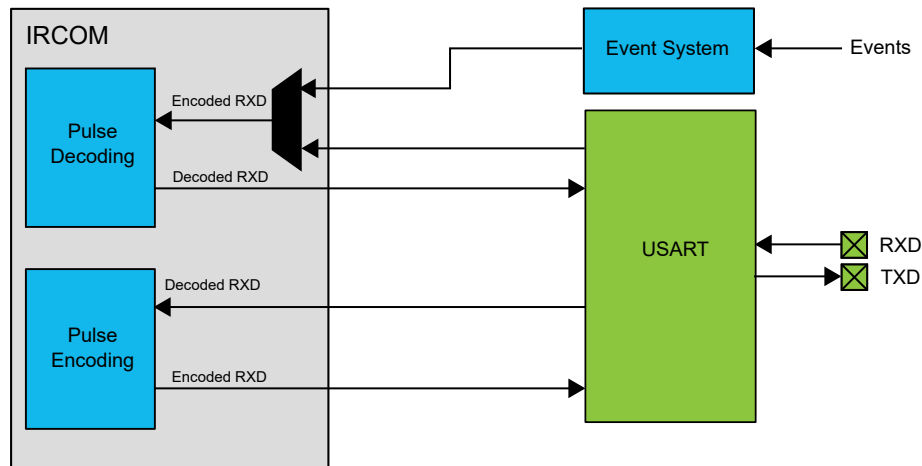 IRCOM
Event System
Events
Encoded RXD
Pulse
Decoding
Decoded RXD
USART
RXD
TXD
Decoded RXD
Pulse
Encoding
Encoded RXD